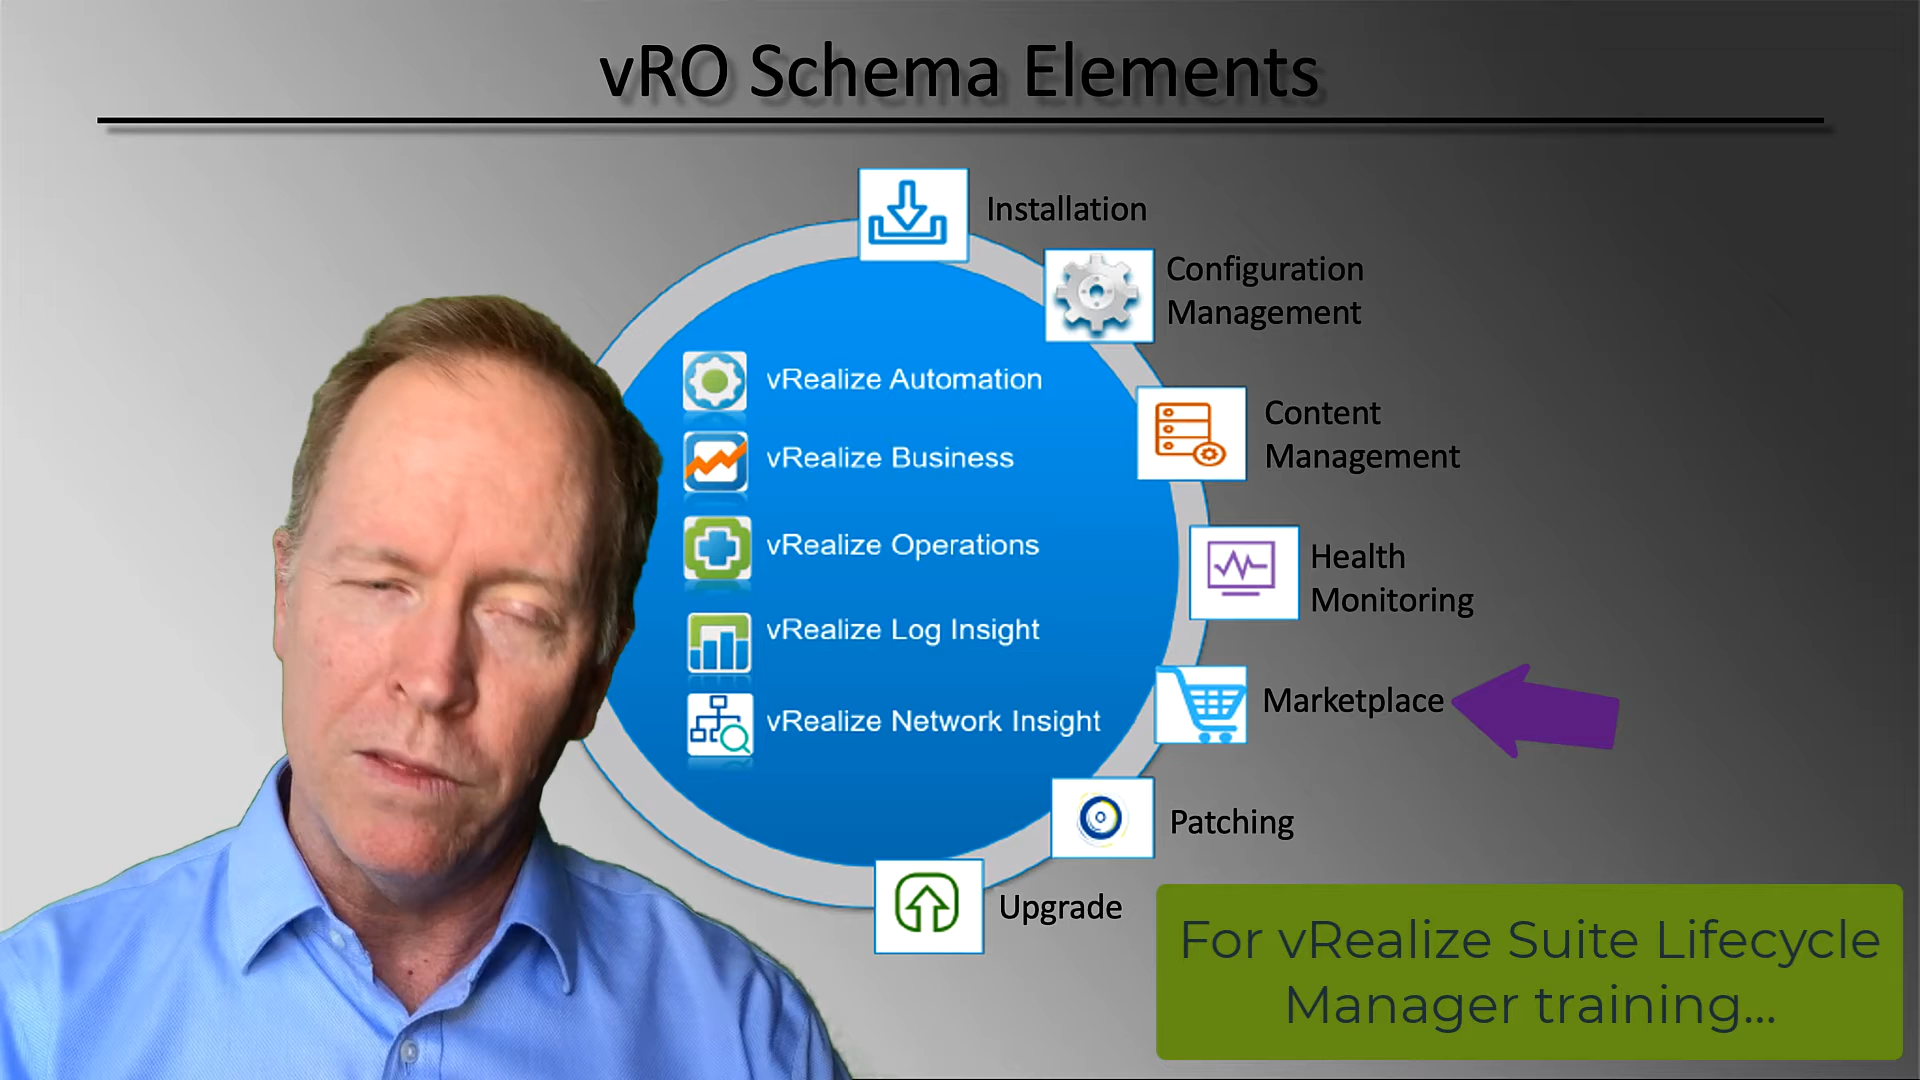 vRO Schema Elements
Installation
Configuration
Management
vRealize Automation
Content
Management
vRealize Business
vRealize Operations
Health
Monitoring
vRealize Log Insight
Marketplace
vRealize Network Insight
Patching
Upgrade
For vRealize Suite Lifecycle
Manager training...